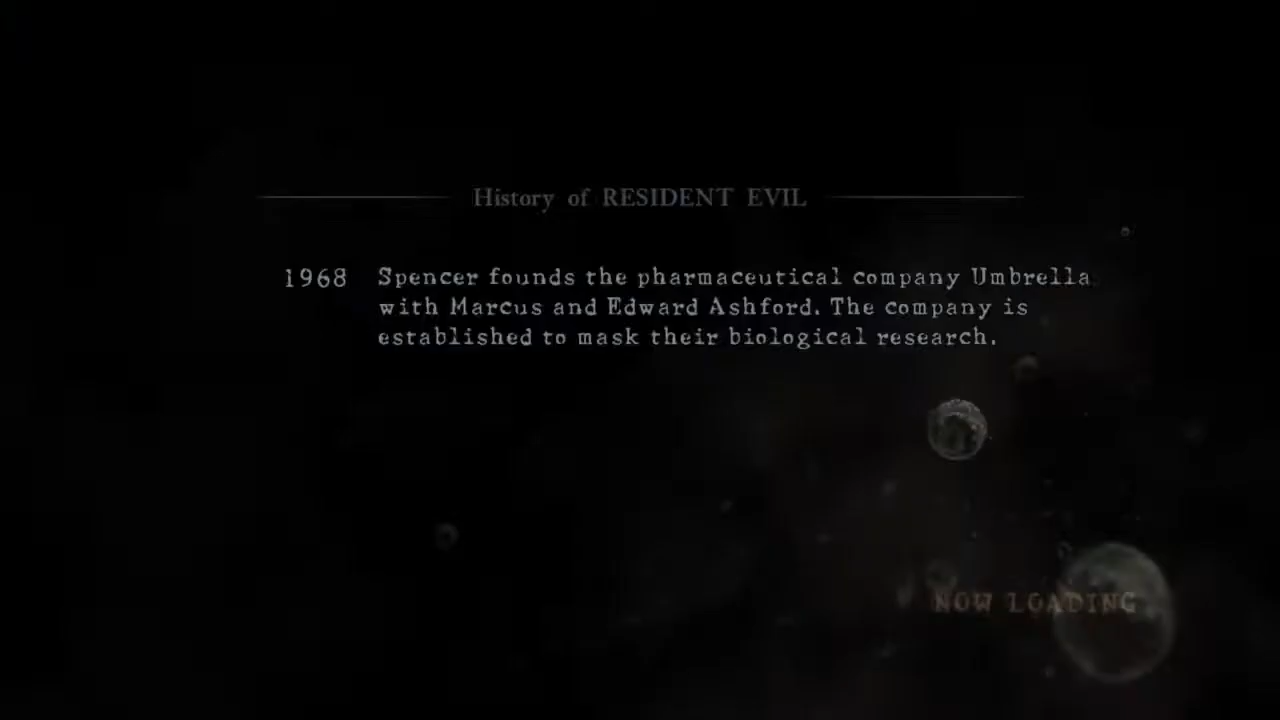 History of RESIDENT EVIL
1968 Spencer founds the pharmaceutical company Umbrella
with Marcus and Edward Ashford. The company is
established to mask their biological research.
NOW LOADING